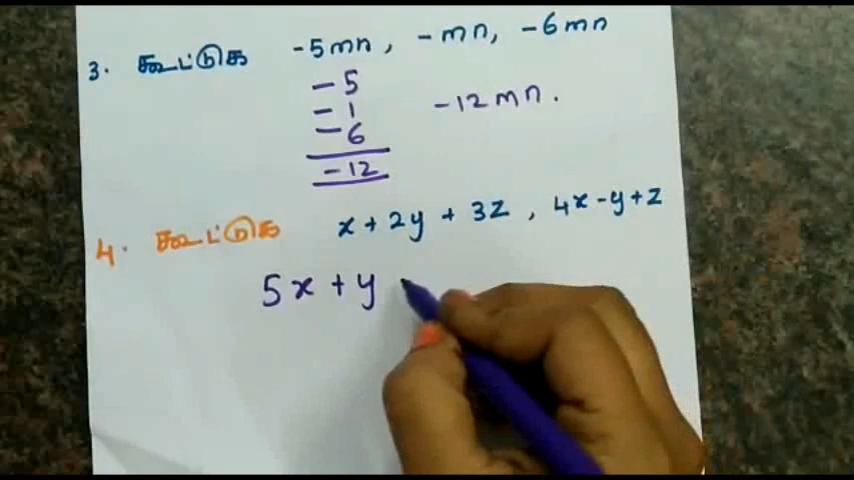 3. கூட்டுக -5mn, -mn, -6mn
-5
-1
-6
-12
-12mn.
4. கூட்டுக x + 2y + 3z, 4x - y + z
5x + y